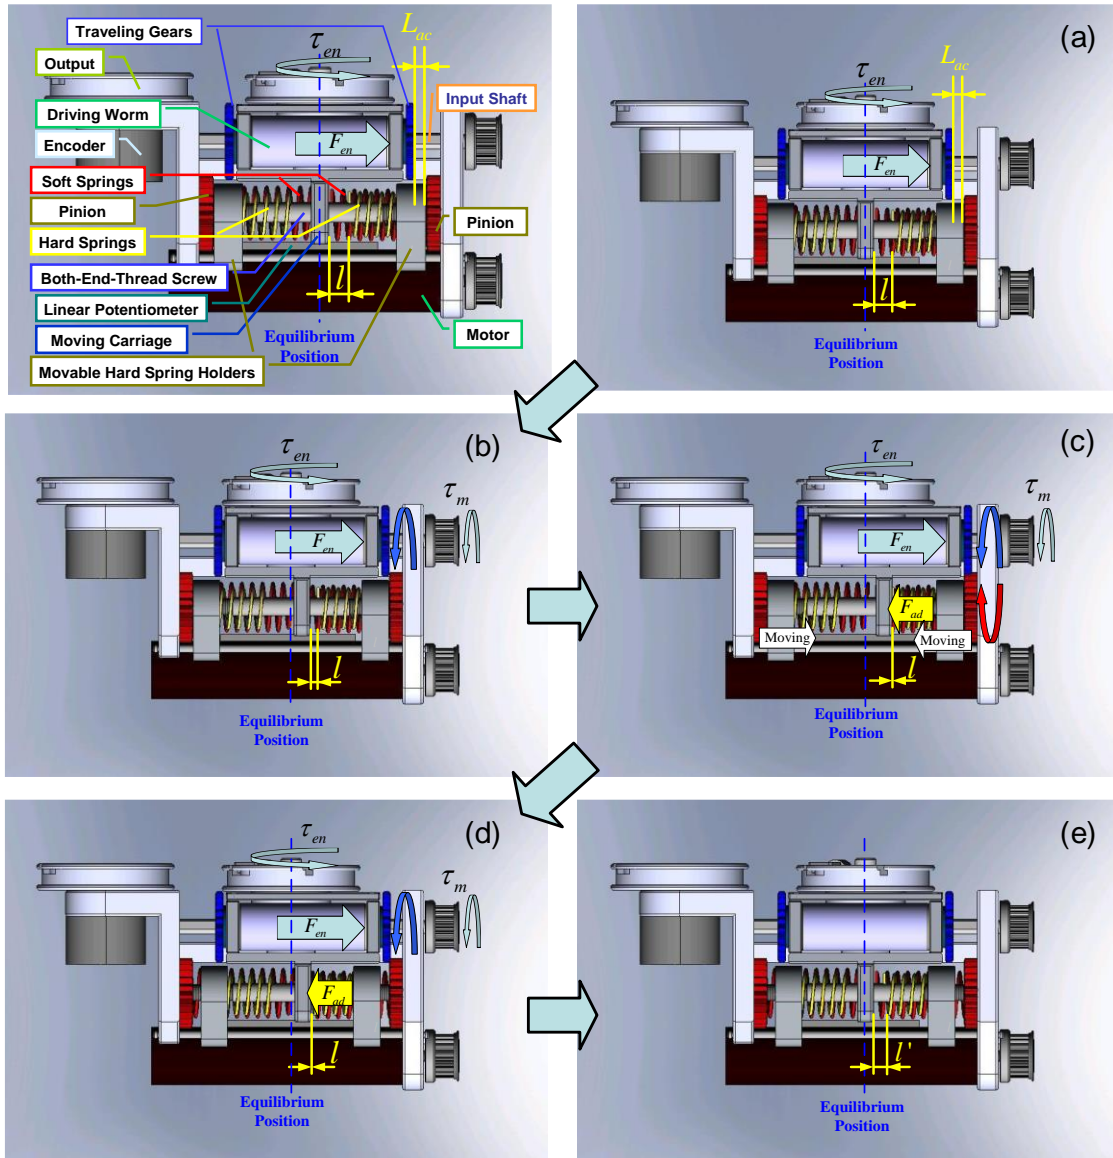 Traveling Gears
Output
Driving Worm
Encoder
Soft Springs
Pinion
Hard Springs
Both-End-Thread Screw
Linear Potentiometer
Moving Carriage
Movable Hard Spring Holders
τen
Lac
Input Shaft
Fen
Pinion
l
Equilibrium
Position
Motor
(a)
τen
Lac
Fen
l
Equilibrium
Position
(b)
τen
τm
Fen
l
Equilibrium
Position
(c)
τen
τm
Fen
Fad
Moving
Moving
l
Equilibrium
Position
(d)
τen
τm
Fen
Fad
l
Equilibrium
Position
(e)
l'
Equilibrium
Position